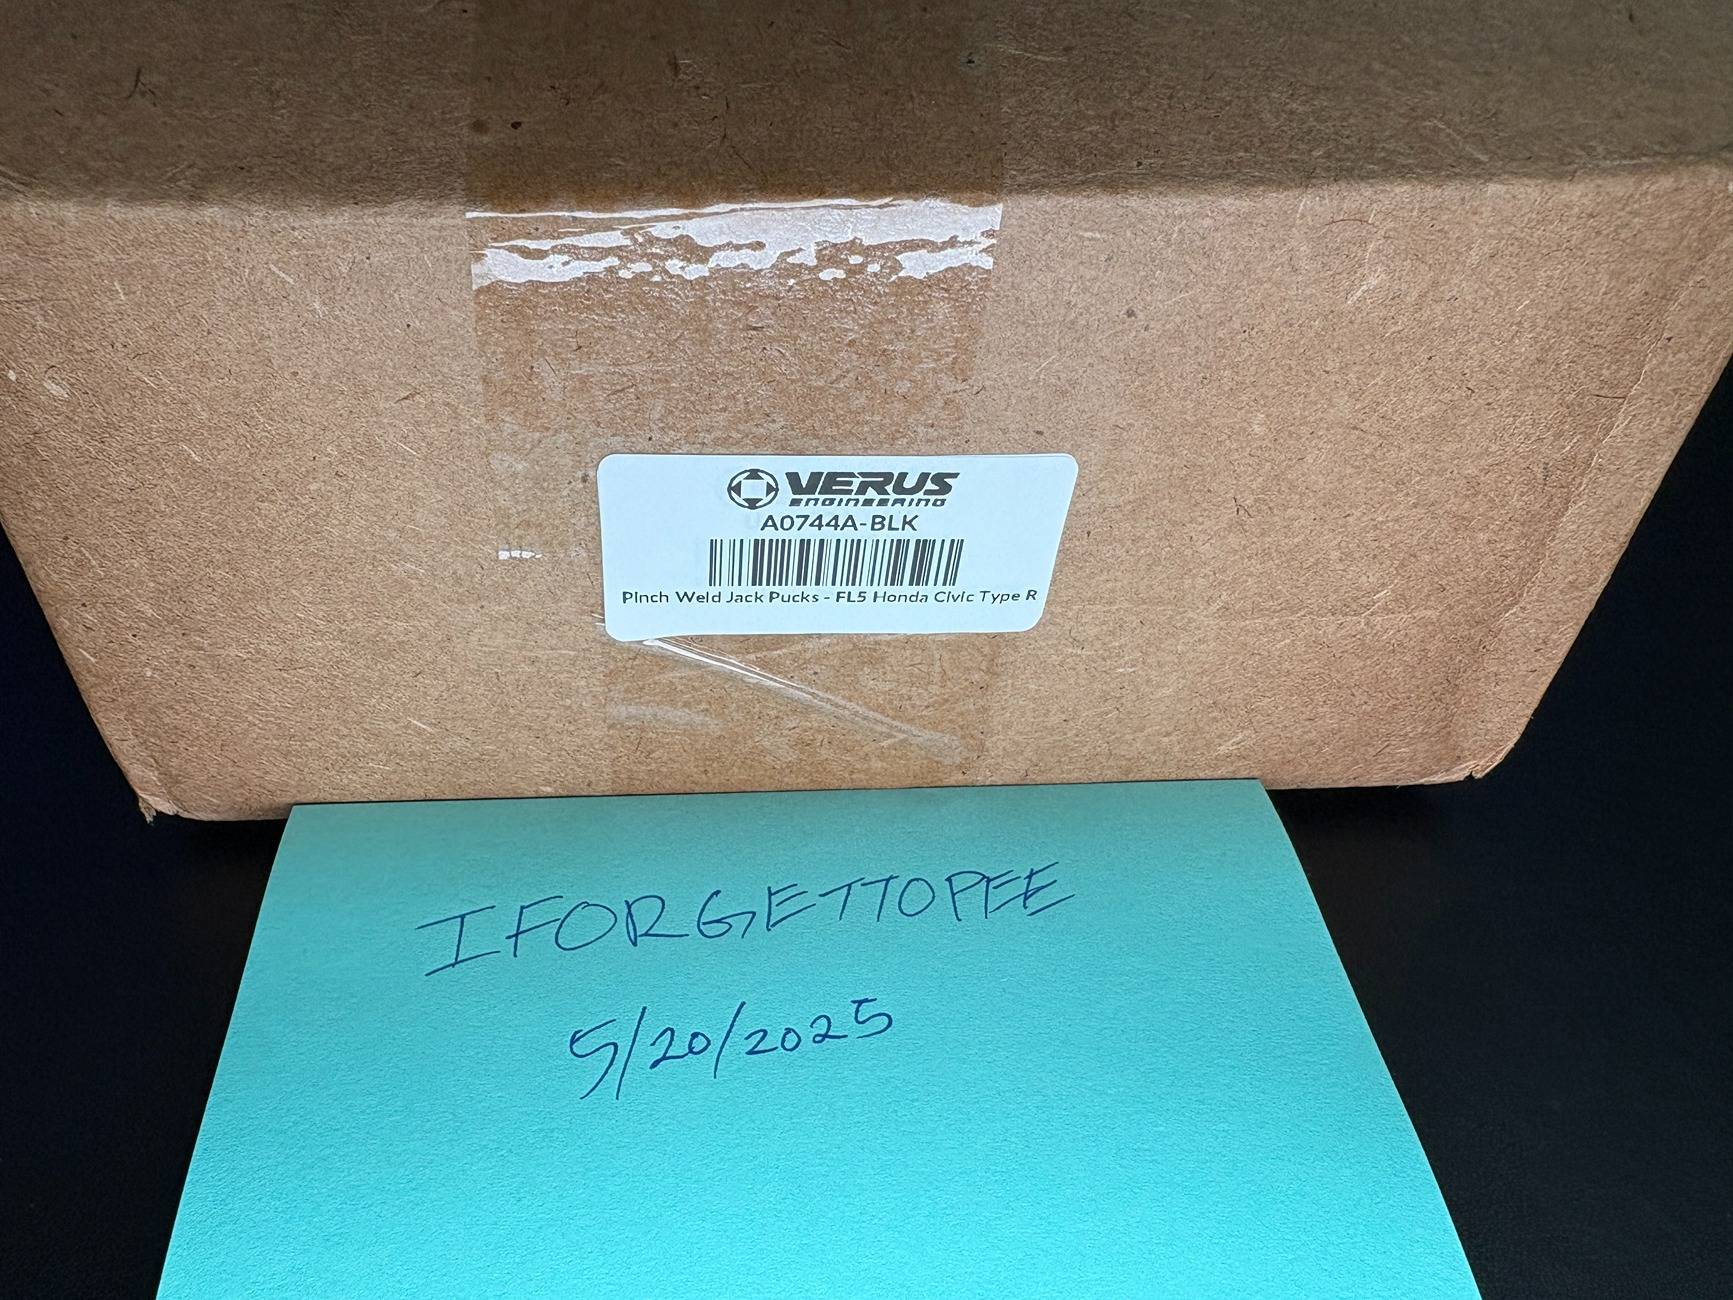 VERUS
ENGINEERING
A0744A-BLK
Pinch Weld Jack Pucks - FL5 Honda Civic Type R
IFORGETTOPEE
5/20/2025